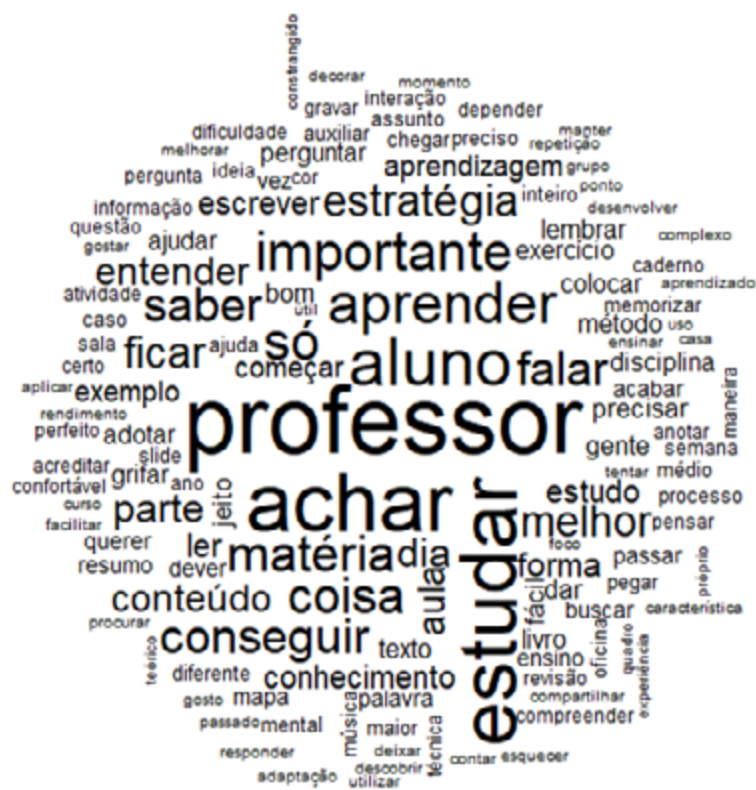 constrangido
decorar
momento
gravar interação
assunto depender
dificuldade auxiliar chegar preciso manter
melhorar perguntar repetição
pergunta ideia vez cor aprendizagem grupo
informação escrever estratégia inteiro ponto
questão desenvolver
gostar ajudar importante lembrar complexo
entender exercício caderno
atividade saber bom aprender colocar aprendizado
caso útil memorizar
sala ficar ajuda só método uso
certo começar aluno falar ensinar casa
disciplina
aplicar exemplo professor acabar maneira
rendimento precisar
perfeito adotar anotar
slide gente semana
acreditar grifar ano achar tentar médio
confortável jeito estudar estudo processo
curso parte melhor pensar
facilitar
querer ler matéria dia foco passar
resumo dever forma próprio
conteúdo coisa aula fácil dar pegar
buscar característica
procurar conseguir texto livro
teórico ensino oficina quadro experiência
diferente conhecimento revisão
gosto mapa palavra compartilhar
passado mental música maior compreender
responder deixar técnica contar esquecer
descobrir
adaptação utilizar